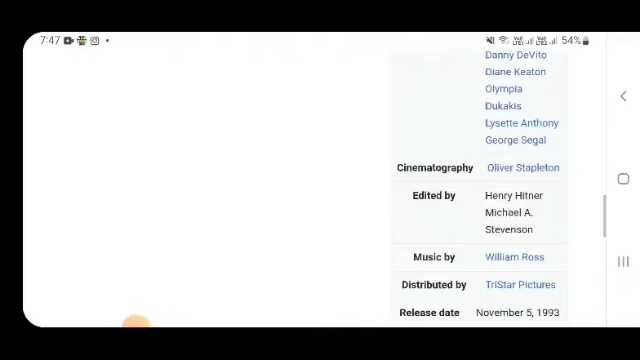 7:47 54%
Danny DeVito
Diane Keaton
Olympia
Dukakis
Lysette Anthony
George Segal
Cinematography Oliver Stapleton
Edited by Henry Hitner
Michael A.
Stevenson
Music by William Ross
Distributed by TriStar Pictures
Release date November 5, 1993